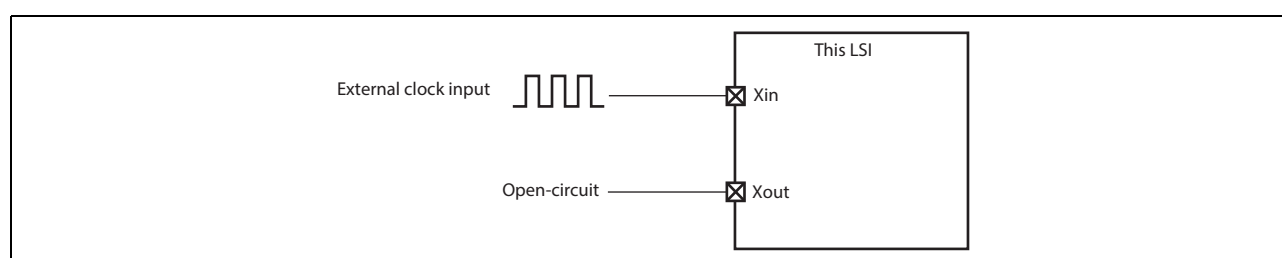 This LSI
External clock input
Xin
Open-circuit
Xout